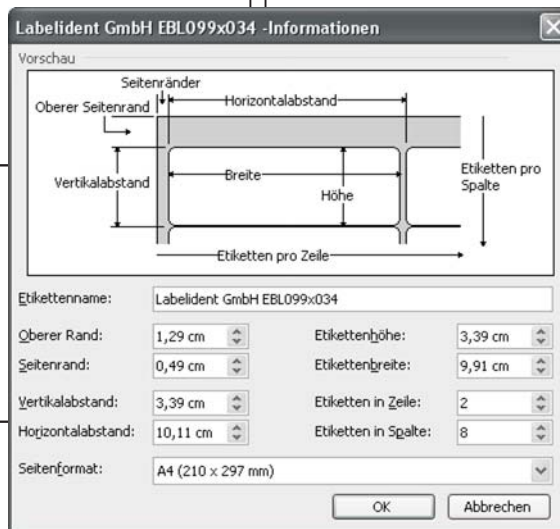 Labelident GmbH EBL099x034 -Informationen
Vorschau
Seitenränder
Oberer Seitenrand
Horizontalabstand
Vertikalabstand
Breite
Höhe
Etiketten pro
Spalte
Etiketten pro Zeile
Etikettenname: Labelident GmbH EBL099x034
Oberer Rand: 1,29 cm Etikettenhöhe: 3,39 cm
Seitenrand: 0,49 cm Etikettenbreite: 9,91 cm
Vertikalabstand: 3,39 cm Etiketten in Zeile: 2
Horizontalabstand: 10,11 cm Etiketten in Spalte: 8
Seitenformat: A4 (210 x 297 mm)
OK Abbrechen